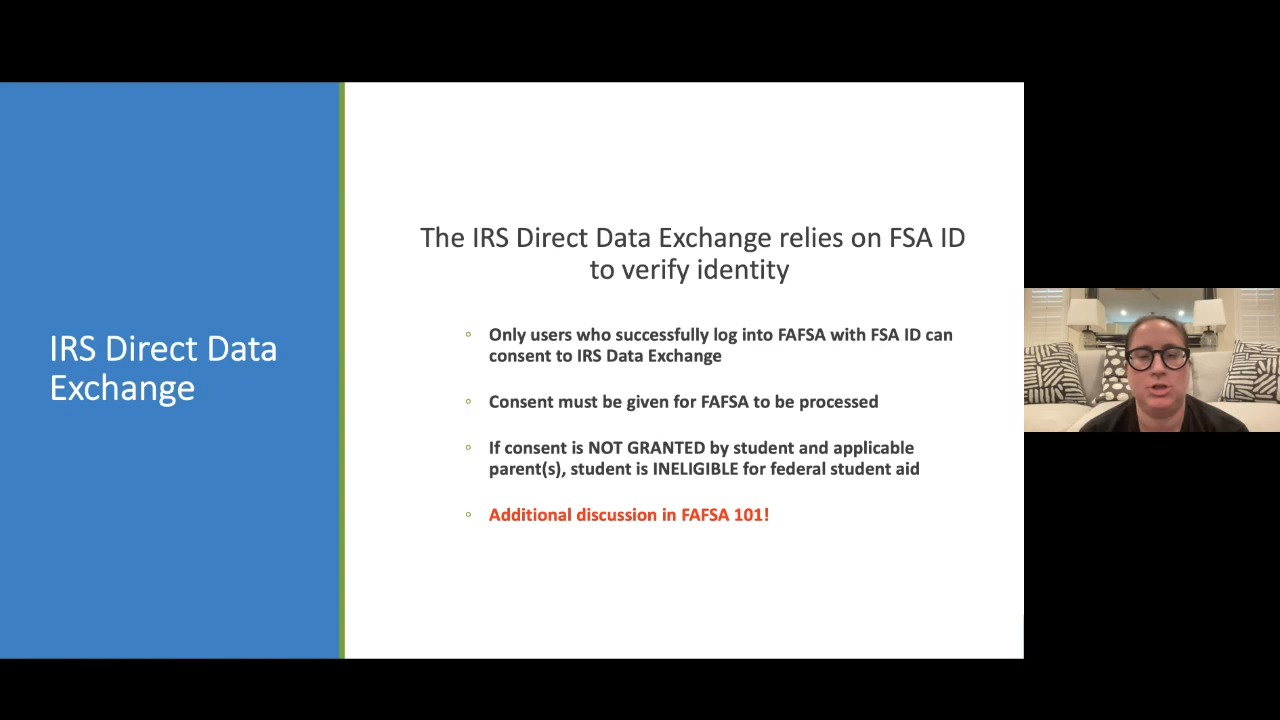 IRS Direct Data
Exchange
The IRS Direct Data Exchange relies on FSA ID
to verify identity
◦ Only users who successfully log into FAFSA with FSA ID can
consent to IRS Data Exchange
◦ Consent must be given for FAFSA to be processed
◦ If consent is NOT GRANTED by student and applicable
parent(s), student is INELIGIBLE for federal student aid
◦ Additional discussion in FAFSA 101!